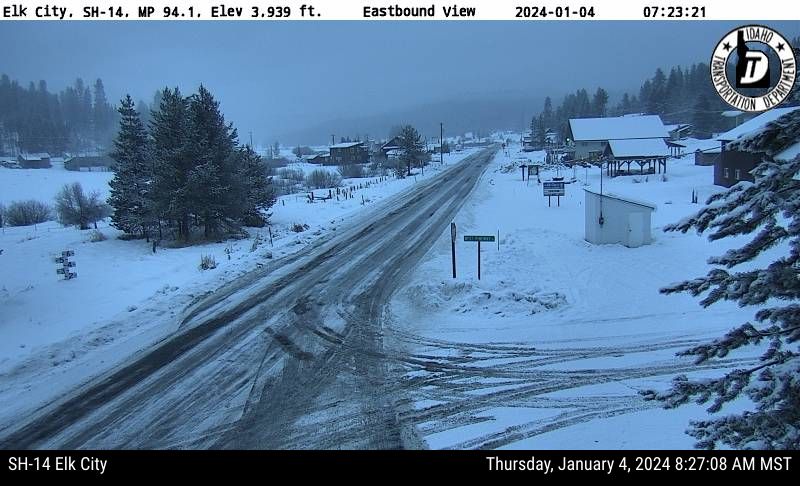 Elk City, SH-14, MP 94.1, Elev 3,939 ft. Eastbound View 2024-01-04 07:23:21
IDAHO
TRANSPORTATION DEPARTMENT
SH-14 Elk City Thursday, January 4, 2024 8:27:08 AM MST